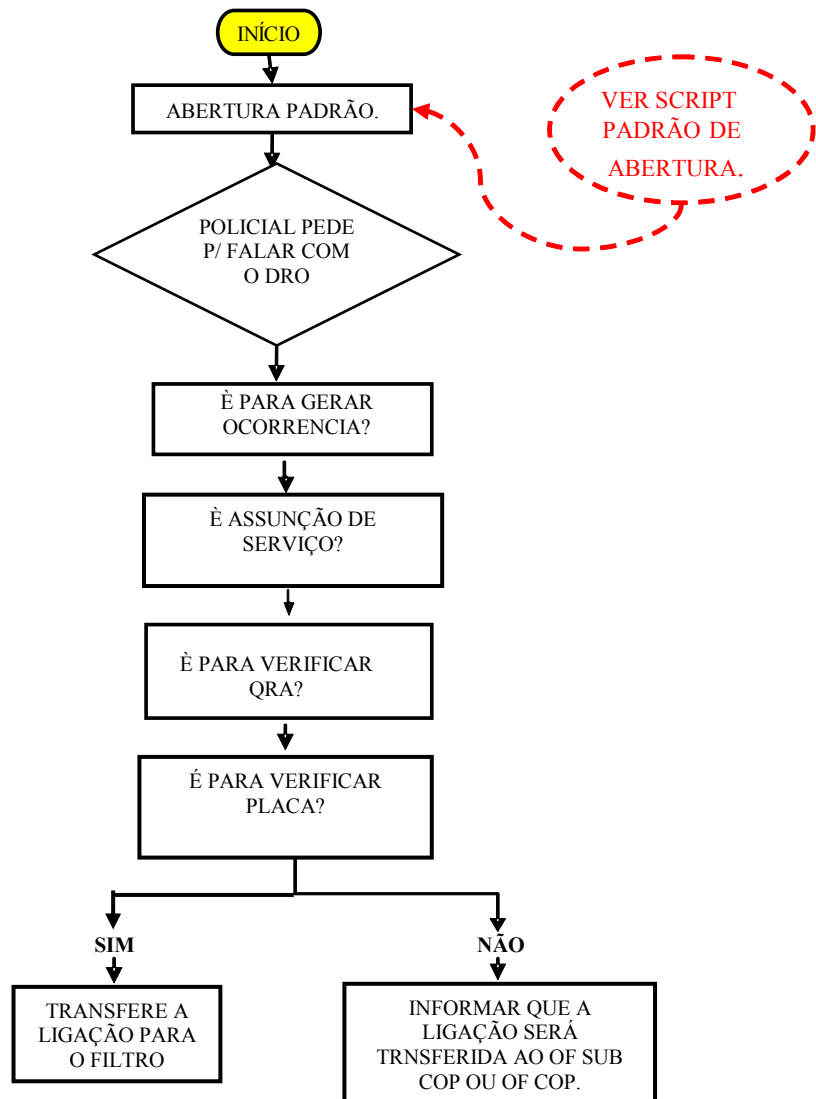 INÍCIO
ABERTURA PADRÃO.
VER SCRIPT
PADRÃO DE
ABERTURA.
POLICIAL PEDE
P/ FALAR COM
O DRO
È PARA GERAR
OCORRENCIA?
È ASSUNÇÃO DE
SERVIÇO?
È PARA VERIFICAR
QRA?
É PARA VERIFICAR
PLACA?
SIM
NÃO
TRANSFERE A
LIGAÇÃO PARA
O FILTRO
INFORMAR QUE A
LIGAÇÃO SERÁ
TRNSFERIDA AO OF SUB
COP OU OF COP.